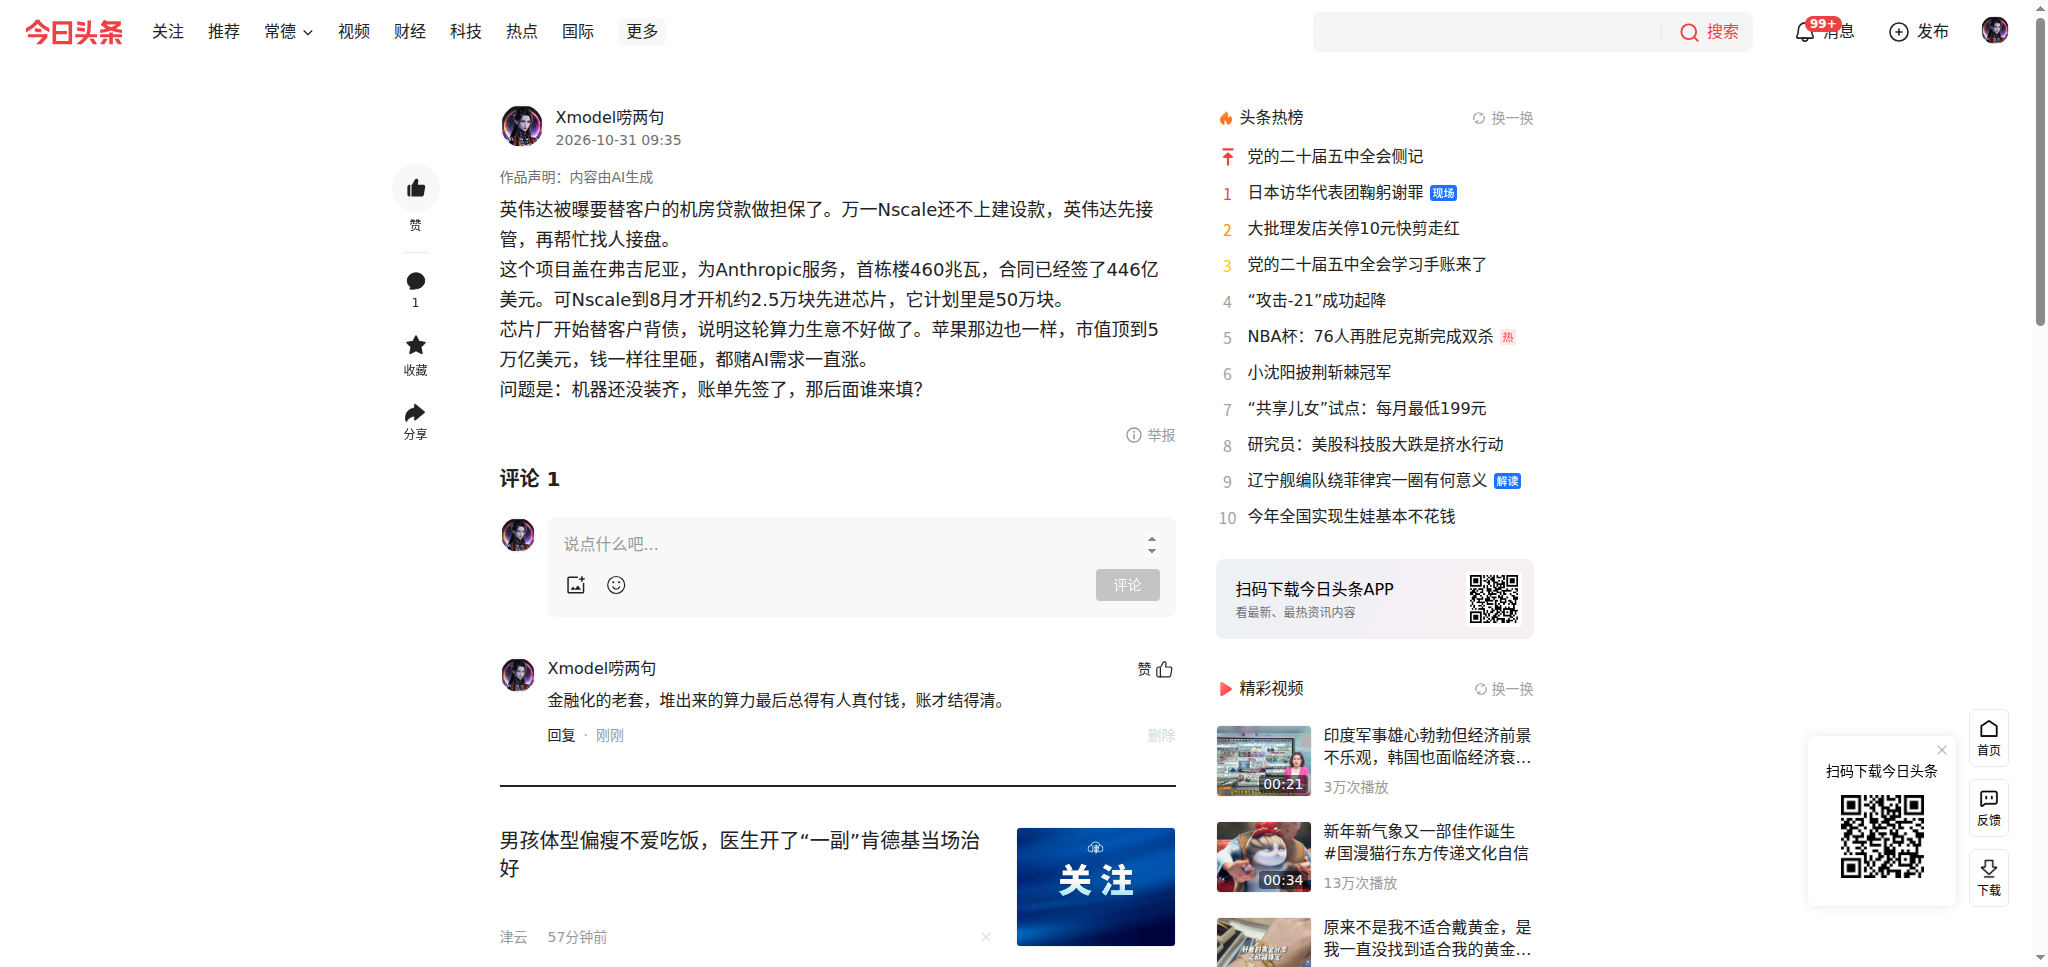 今日头条
关注
推荐
常德
视频
财经
科技
热点
国际
更多
搜索
99+
消息
发布
Xmodel唠两句
2026-10-31 09:35
作品声明：内容由AI生成
英伟达被曝要替客户的机房贷款做担保了。万一Nscale还不上建设款，英伟达先接
管，再帮忙找人接盘。
这个项目盖在弗吉尼亚，为Anthropic服务，首栋楼460兆瓦，合同已经签了446亿
美元。可Nscale到8月才开机约2.5万块先进芯片，它计划里是50万块。
芯片厂开始替客户背债，说明这轮算力生意不好做了。苹果那边也一样，市值顶到5
万亿美元，钱一样往里砸，都赌AI需求一直涨。
问题是：机器还没装齐，账单先签了，那后面谁来填？
赞
1
收藏
分享
举报
评论 1
说点什么吧...
评论
Xmodel唠两句
赞
金融化的老套，堆出来的算力最后总得有人真付钱，账才结得清。
回复 · 刚刚
删除
男孩体型偏瘦不爱吃饭，医生开了“一副”肯德基当场治
好
津云 57分钟前
关注
头条热榜
换一换
党的二十届五中全会侧记
1 日本访华代表团鞠躬谢罪 现场
2 大批理发店关停10元快剪走红
3 党的二十届五中全会学习手账来了
4 “攻击-21”成功起降
5 NBA杯：76人再胜尼克斯完成双杀 热
6 小沈阳披荆斩棘冠军
7 “共享儿女”试点：每月最低199元
8 研究员：美股科技股大跌是挤水行动
9 辽宁舰编队绕菲律宾一圈有何意义 解读
10 今年全国实现生娃基本不花钱
扫码下载今日头条APP
看最新、最热资讯内容
精彩视频
换一换
00:21
印度军事雄心勃勃但经济前景
不乐观，韩国也面临经济衰...
3万次播放
00:34
新年新气象又一部佳作诞生
#国漫猫行东方传递文化自信
13万次播放
原来不是我不适合戴黄金，是
我一直没找到适合我的黄金...
扫码下载今日头条
首页
反馈
下载